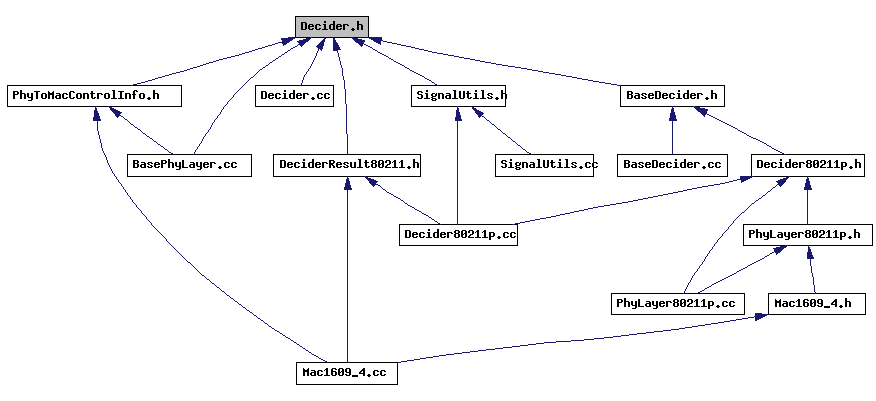 Decider.h
PhyToMacControlInfo.h
Decider.cc
SignalUtils.h
BaseDecider.h
BasePhyLayer.cc
DeciderResult80211.h
SignalUtils.cc
BaseDecider.cc
Decider80211p.h
Decider80211p.cc
PhyLayer80211p.h
PhyLayer80211p.cc
Mac1609_4.h
Mac1609_4.cc